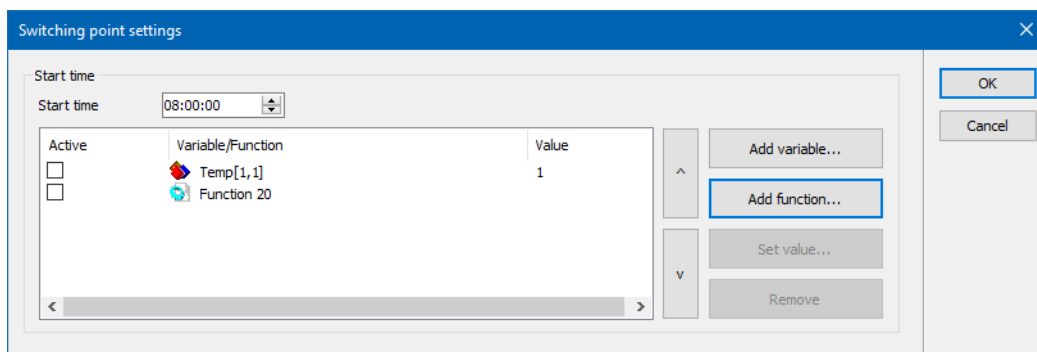 Switching point settings
Start time
Start time 08:00:00
OK
Cancel
Active Variable/Function Value
Temp[1,1] 1
Function 20
Add variable...
Add function...
Set value...
Remove